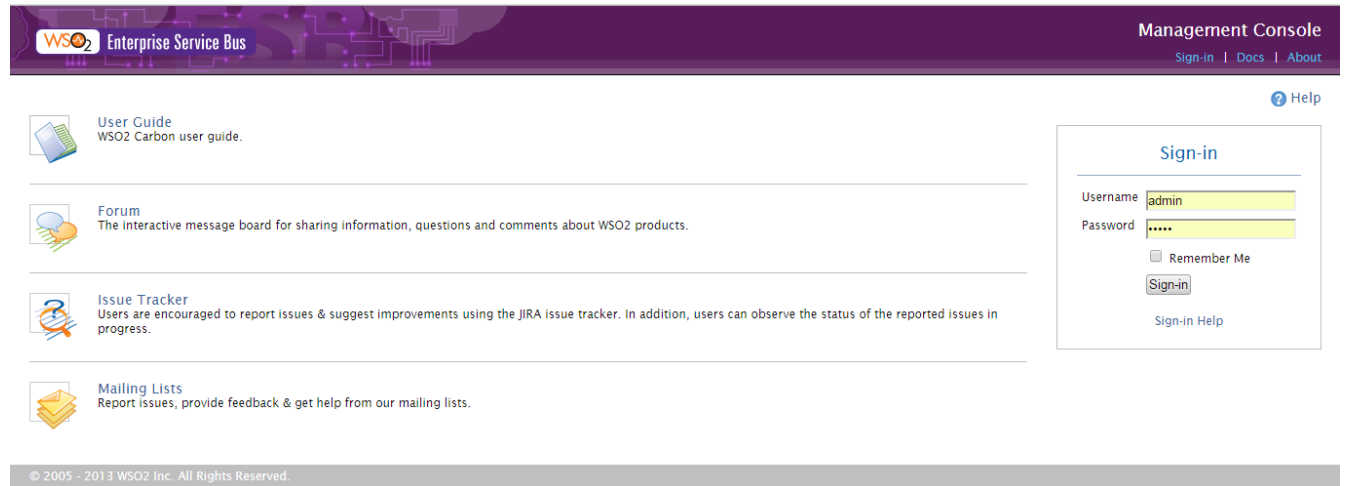 WSO2 Enterprise Service Bus
Management Console
Sign-in | Docs | About
Help
User Guide
WSO2 Carbon user guide.
Forum
The interactive message board for sharing information, questions and comments about WSO2 products.
Issue Tracker
Users are encouraged to report issues & suggest improvements using the JIRA issue tracker. In addition, users can observe the status of the reported issues in
progress.
Mailing Lists
Report issues, provide feedback & get help from our mailing lists.
Sign-in
Username admin
Password •••••
Remember Me
Sign-in
Sign-in Help
© 2005 - 2013 WSO2 Inc. All Rights Reserved.